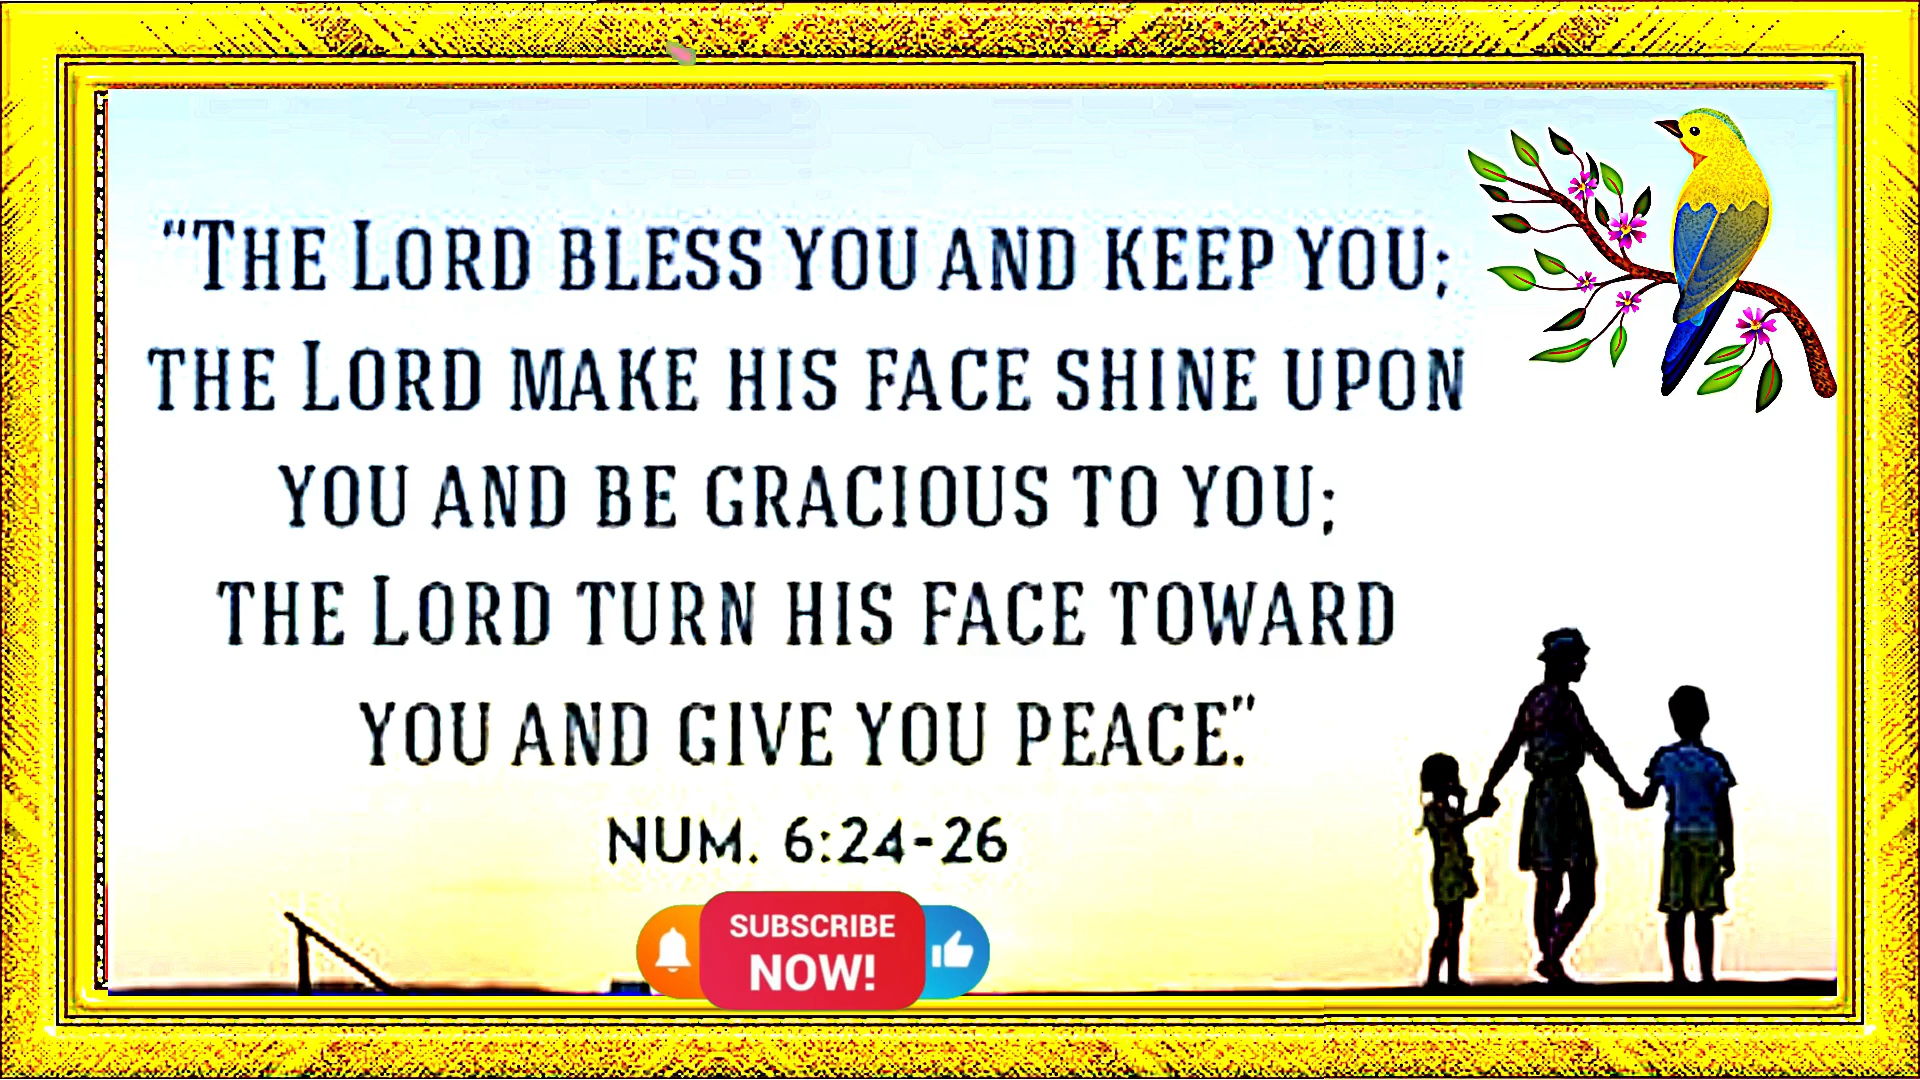 "The Lord bless you and keep you;
the Lord make his face shine upon
you and be gracious to you;
the Lord turn his face toward
you and give you peace."
NUM. 6:24-26
SUBSCRIBE
NOW!